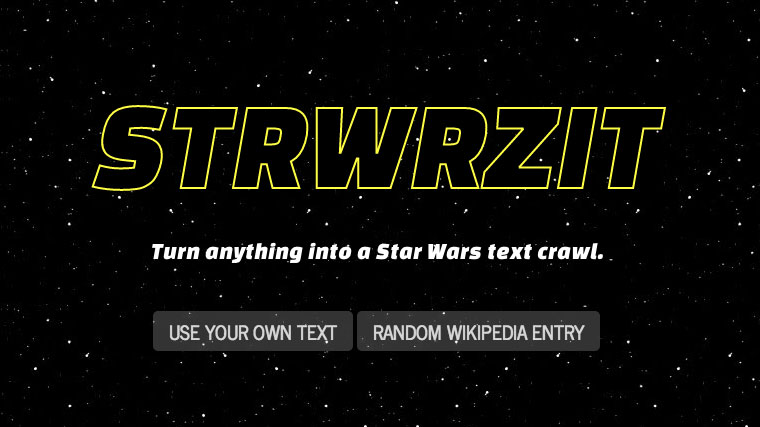 STRWRZIT
Turn anything into a Star Wars text crawl.
USE YOUR OWN TEXT RANDOM WIKIPEDIA ENTRY